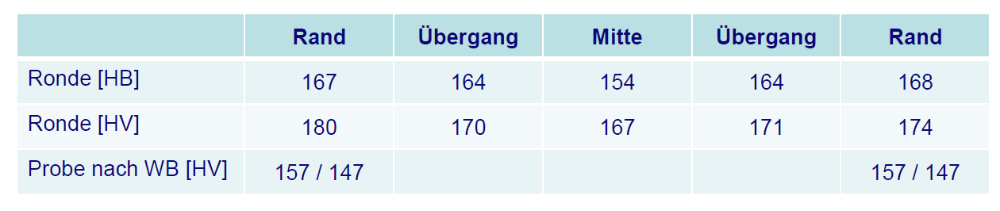 Rand Übergang Mitte Übergang Rand
Ronde [HB] 167 164 154 164 168
Ronde [HV] 180 170 167 171 174
Probe nach WB [HV] 157 / 147 157 / 147